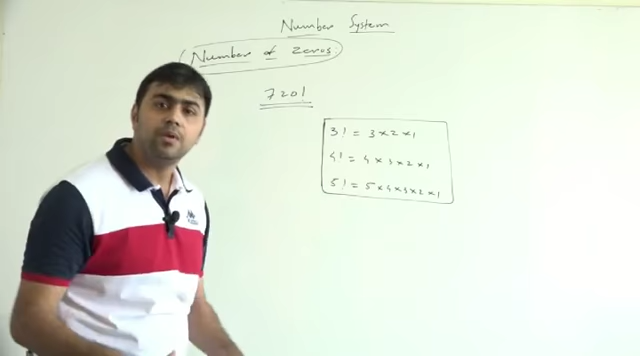 Number System
Number of Zeros.
720!
3! = 3 × 2 × 1
4! = 4 × 3 × 2 × 1
5! = 5 × 4 × 3 × 2 × 1